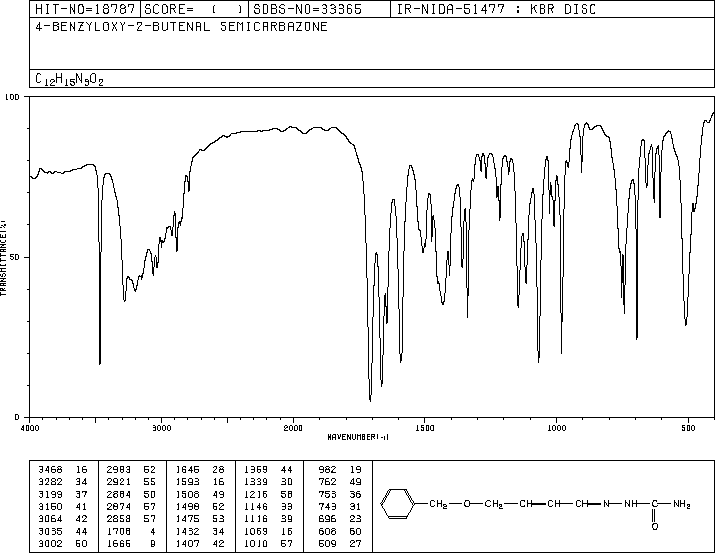 HIT-NO=18787 SCORE= ( ) SDBS-NO=33365 IR-NIDA-51477 : KBR DISC
4-BENZYLOXY-2-BUTENAL SEMICARBAZONE
C12H15N3O2
100
TRANSMITTANCE(%)
50
0
4000 3000 2000 1500 1000 500
WAVENUMBER(-1)
3468 16 2983 52 1646 28 1369 44 982 19
3282 34 2921 55 1593 16 1339 30 762 49
3199 37 2884 50 1508 49 1216 58 753 36
3160 41 2874 57 1498 52 1146 33 743 31
3064 42 2858 57 1475 53 1116 39 696 23
3035 44 1708 4 1432 34 1069 16 608 60
3002 50 1665 9 1407 42 1010 57 509 27
CH2 O CH2 CH CH CH N NH C NH2
O